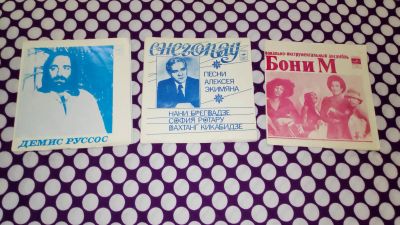 ДЕМИС РУССОС
СНЕГОПАД
ПЕСНИ
АЛЕКСЕЯ
ЭКИМЯНА
НАНИ БРЕГВАДЗЕ
СОФИЯ РОТАРУ
ВАХТАНГ КИКАБИДЗЕ
вокально-инструментальный ансамбль
Бони М